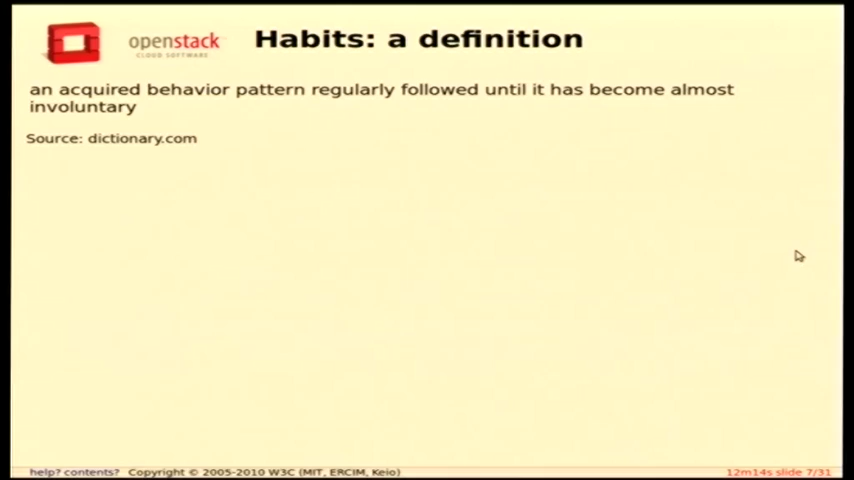 openstack
CLOUD SOFTWARE
Habits: a definition
an acquired behavior pattern regularly followed until it has become almost
involuntary
Source: dictionary.com
help? contents? Copyright © 2005-2010 W3C (MIT, ERCIM, Keio)
12m14s slide 7/31